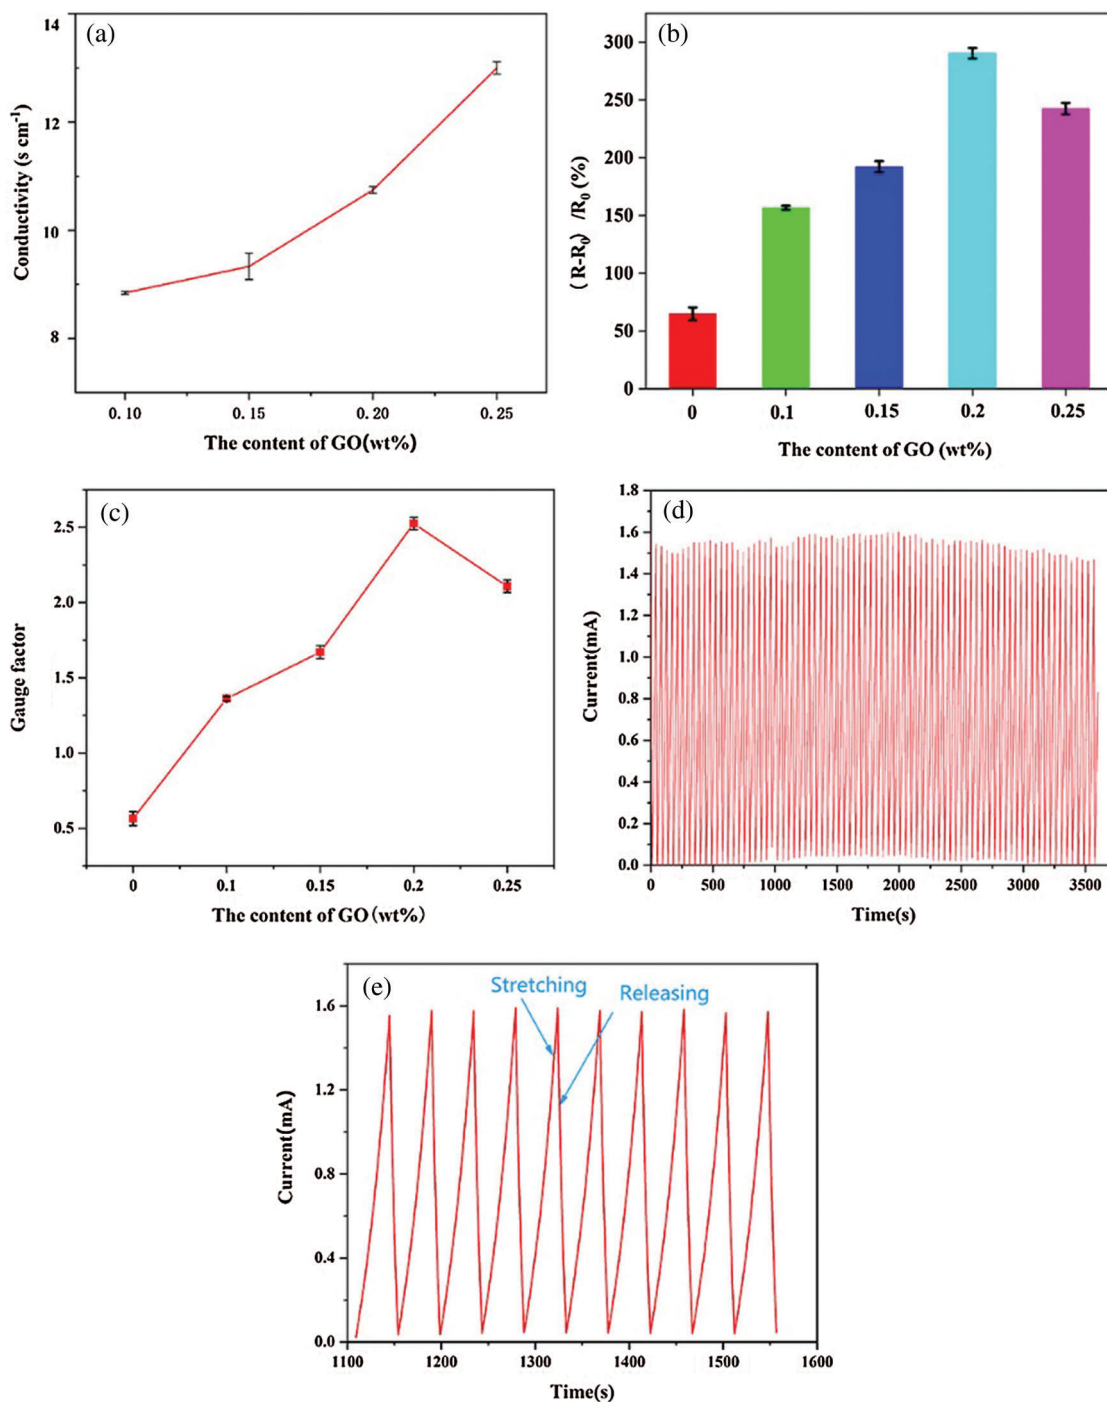 (a)
14
12
10
8
Conductivity (s cm⁻¹)
0. 10 0. 15 0. 20 0. 25
The content of GO(wt%)
(b)
300
250
200
150
100
50
0
(R-R₀) /R₀ (%)
0 0.1 0.15 0.2 0.25
The content of GO (wt%)
(c)
2.5
2.0
1.5
1.0
0.5
Gauge factor
0 0.1 0.15 0.2 0.25
The content of GO(wt%)
(d)
1.8
1.6
1.4
1.2
1.0
0.8
0.6
0.4
0.2
0.0
Current(mA)
0 500 1000 1500 2000 2500 3000 3500
Time(s)
(e)
Stretching
Releasing
1.6
1.2
0.8
0.4
0.0
Current(mA)
1100 1200 1300 1400 1500 1600
Time(s)